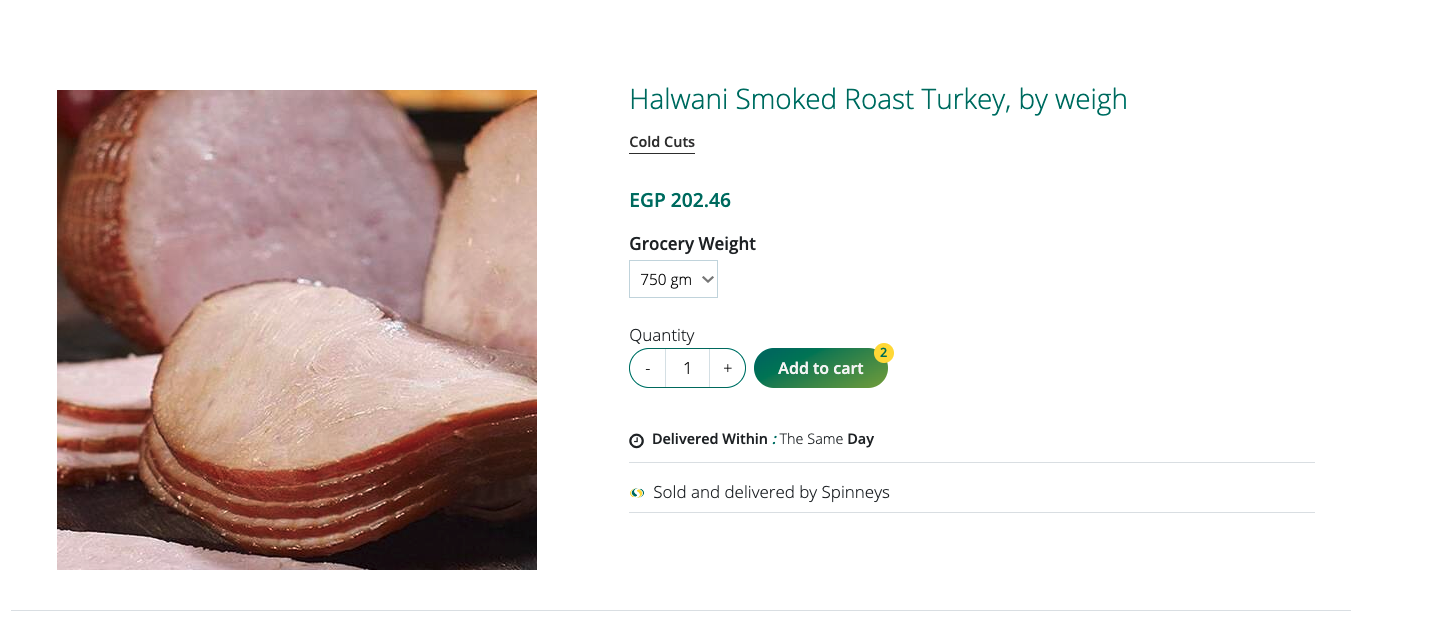 Halwani Smoked Roast Turkey, by weigh
Cold Cuts
EGP 202.46
Grocery Weight
750 gm
Quantity
- 1 + Add to cart 2
Delivered Within : The Same Day
Sold and delivered by Spinneys